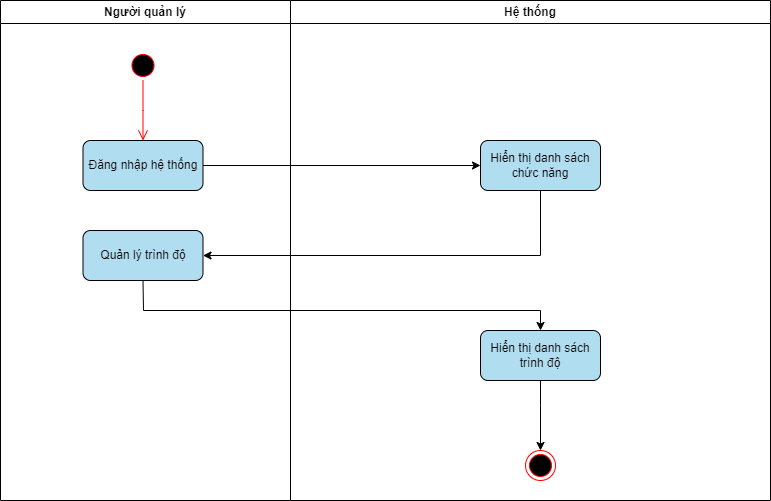 Người quản lý
Hệ thống
Đăng nhập hệ thống
Hiển thị danh sách
chức năng
Quản lý trình độ
Hiển thị danh sách
trình độ